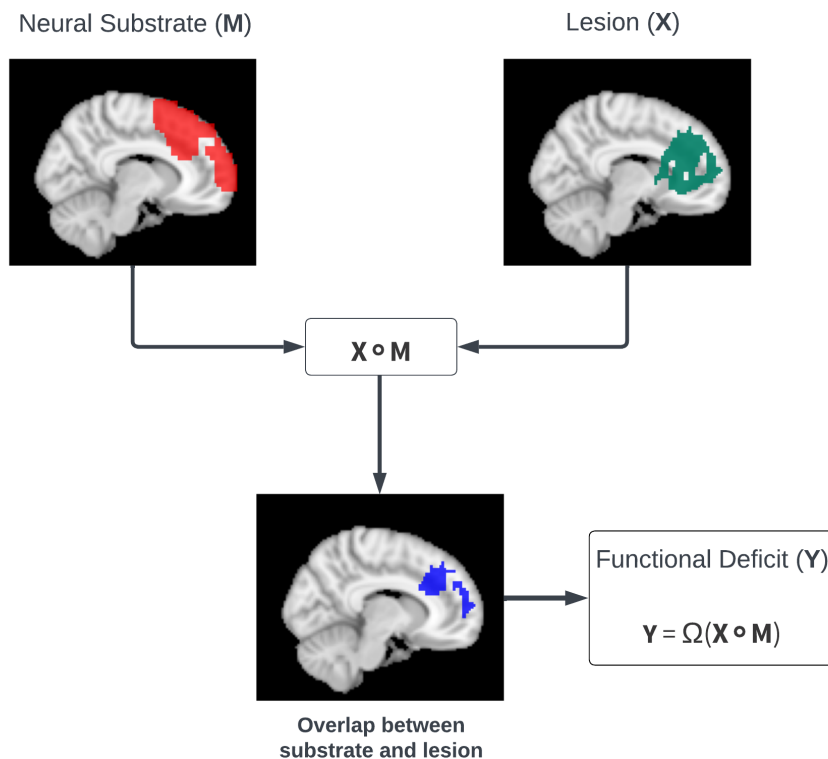 Neural Substrate (M)
Lesion (X)
X ∘ M
Functional Deficit (Y)
Y = Ω(X ∘ M)
Overlap between
substrate and lesion